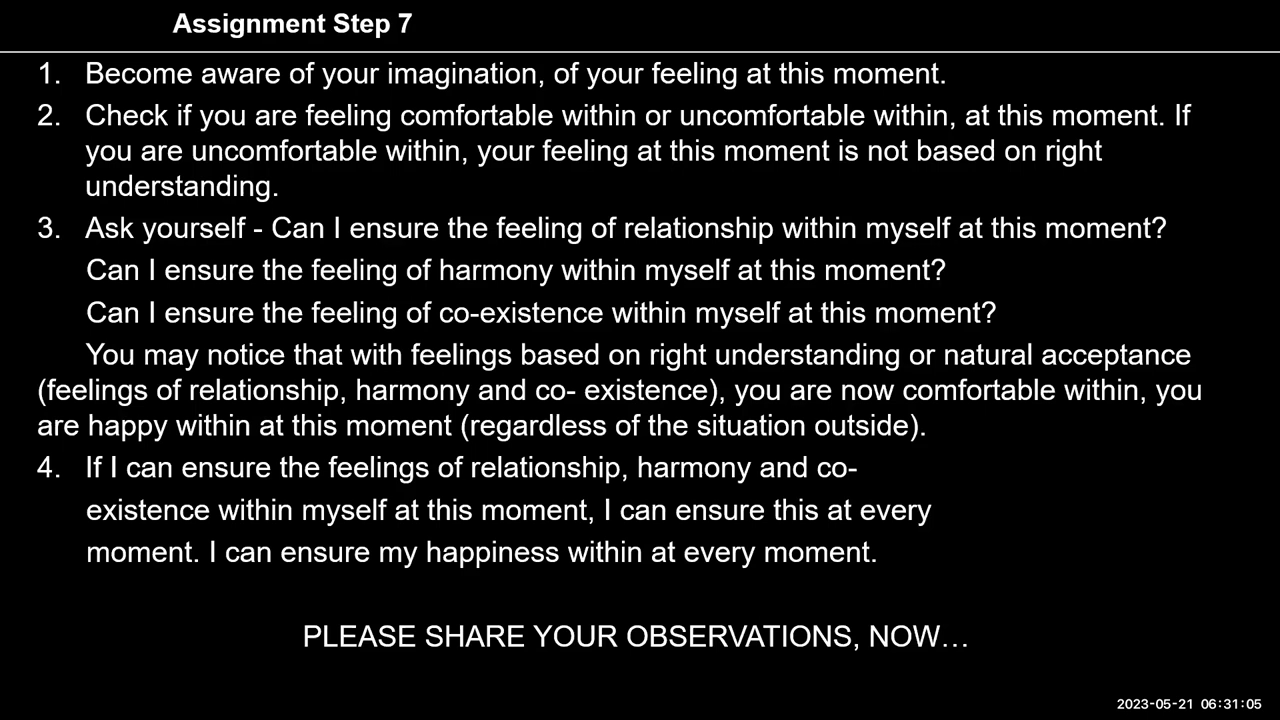 Assignment Step 7
1. Become aware of your imagination, of your feeling at this moment.
2. Check if you are feeling comfortable within or uncomfortable within, at this moment. If
you are uncomfortable within, your feeling at this moment is not based on right
understanding.
3. Ask yourself - Can I ensure the feeling of relationship within myself at this moment?
Can I ensure the feeling of harmony within myself at this moment?
Can I ensure the feeling of co-existence within myself at this moment?
You may notice that with feelings based on right understanding or natural acceptance
(feelings of relationship, harmony and co- existence), you are now comfortable within, you
are happy within at this moment (regardless of the situation outside).
4. If I can ensure the feelings of relationship, harmony and co-
existence within myself at this moment, I can ensure this at every
moment. I can ensure my happiness within at every moment.
PLEASE SHARE YOUR OBSERVATIONS, NOW…
2023-05-21 06:31:05